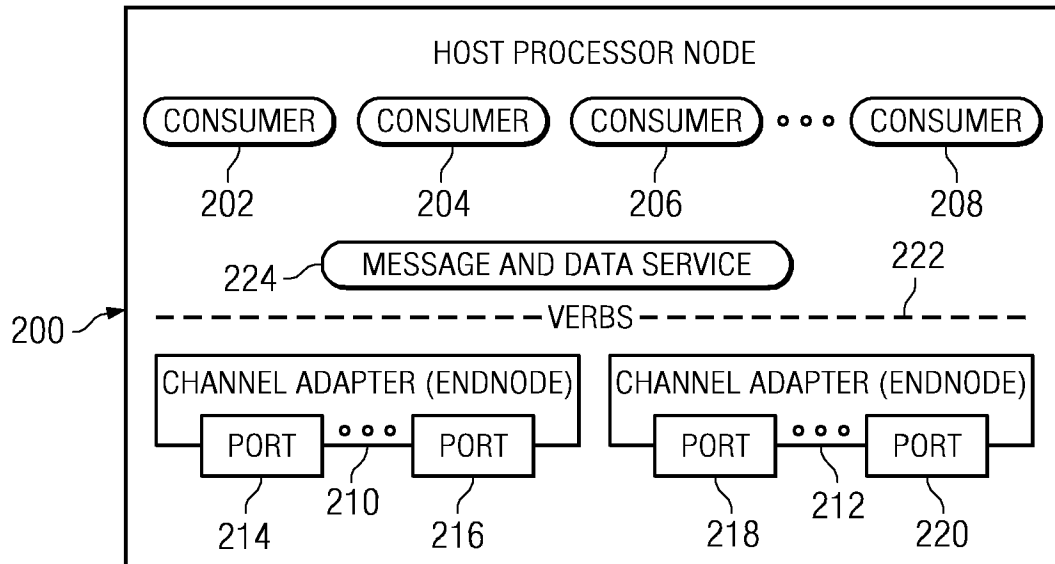 HOST PROCESSOR NODE
CONSUMER CONSUMER CONSUMER CONSUMER
202 204 206 208
MESSAGE AND DATA SERVICE
224 222
200
VERBS
CHANNEL ADAPTER (ENDNODE) CHANNEL ADAPTER (ENDNODE)
PORT PORT PORT PORT
210 212
214 216 218 220